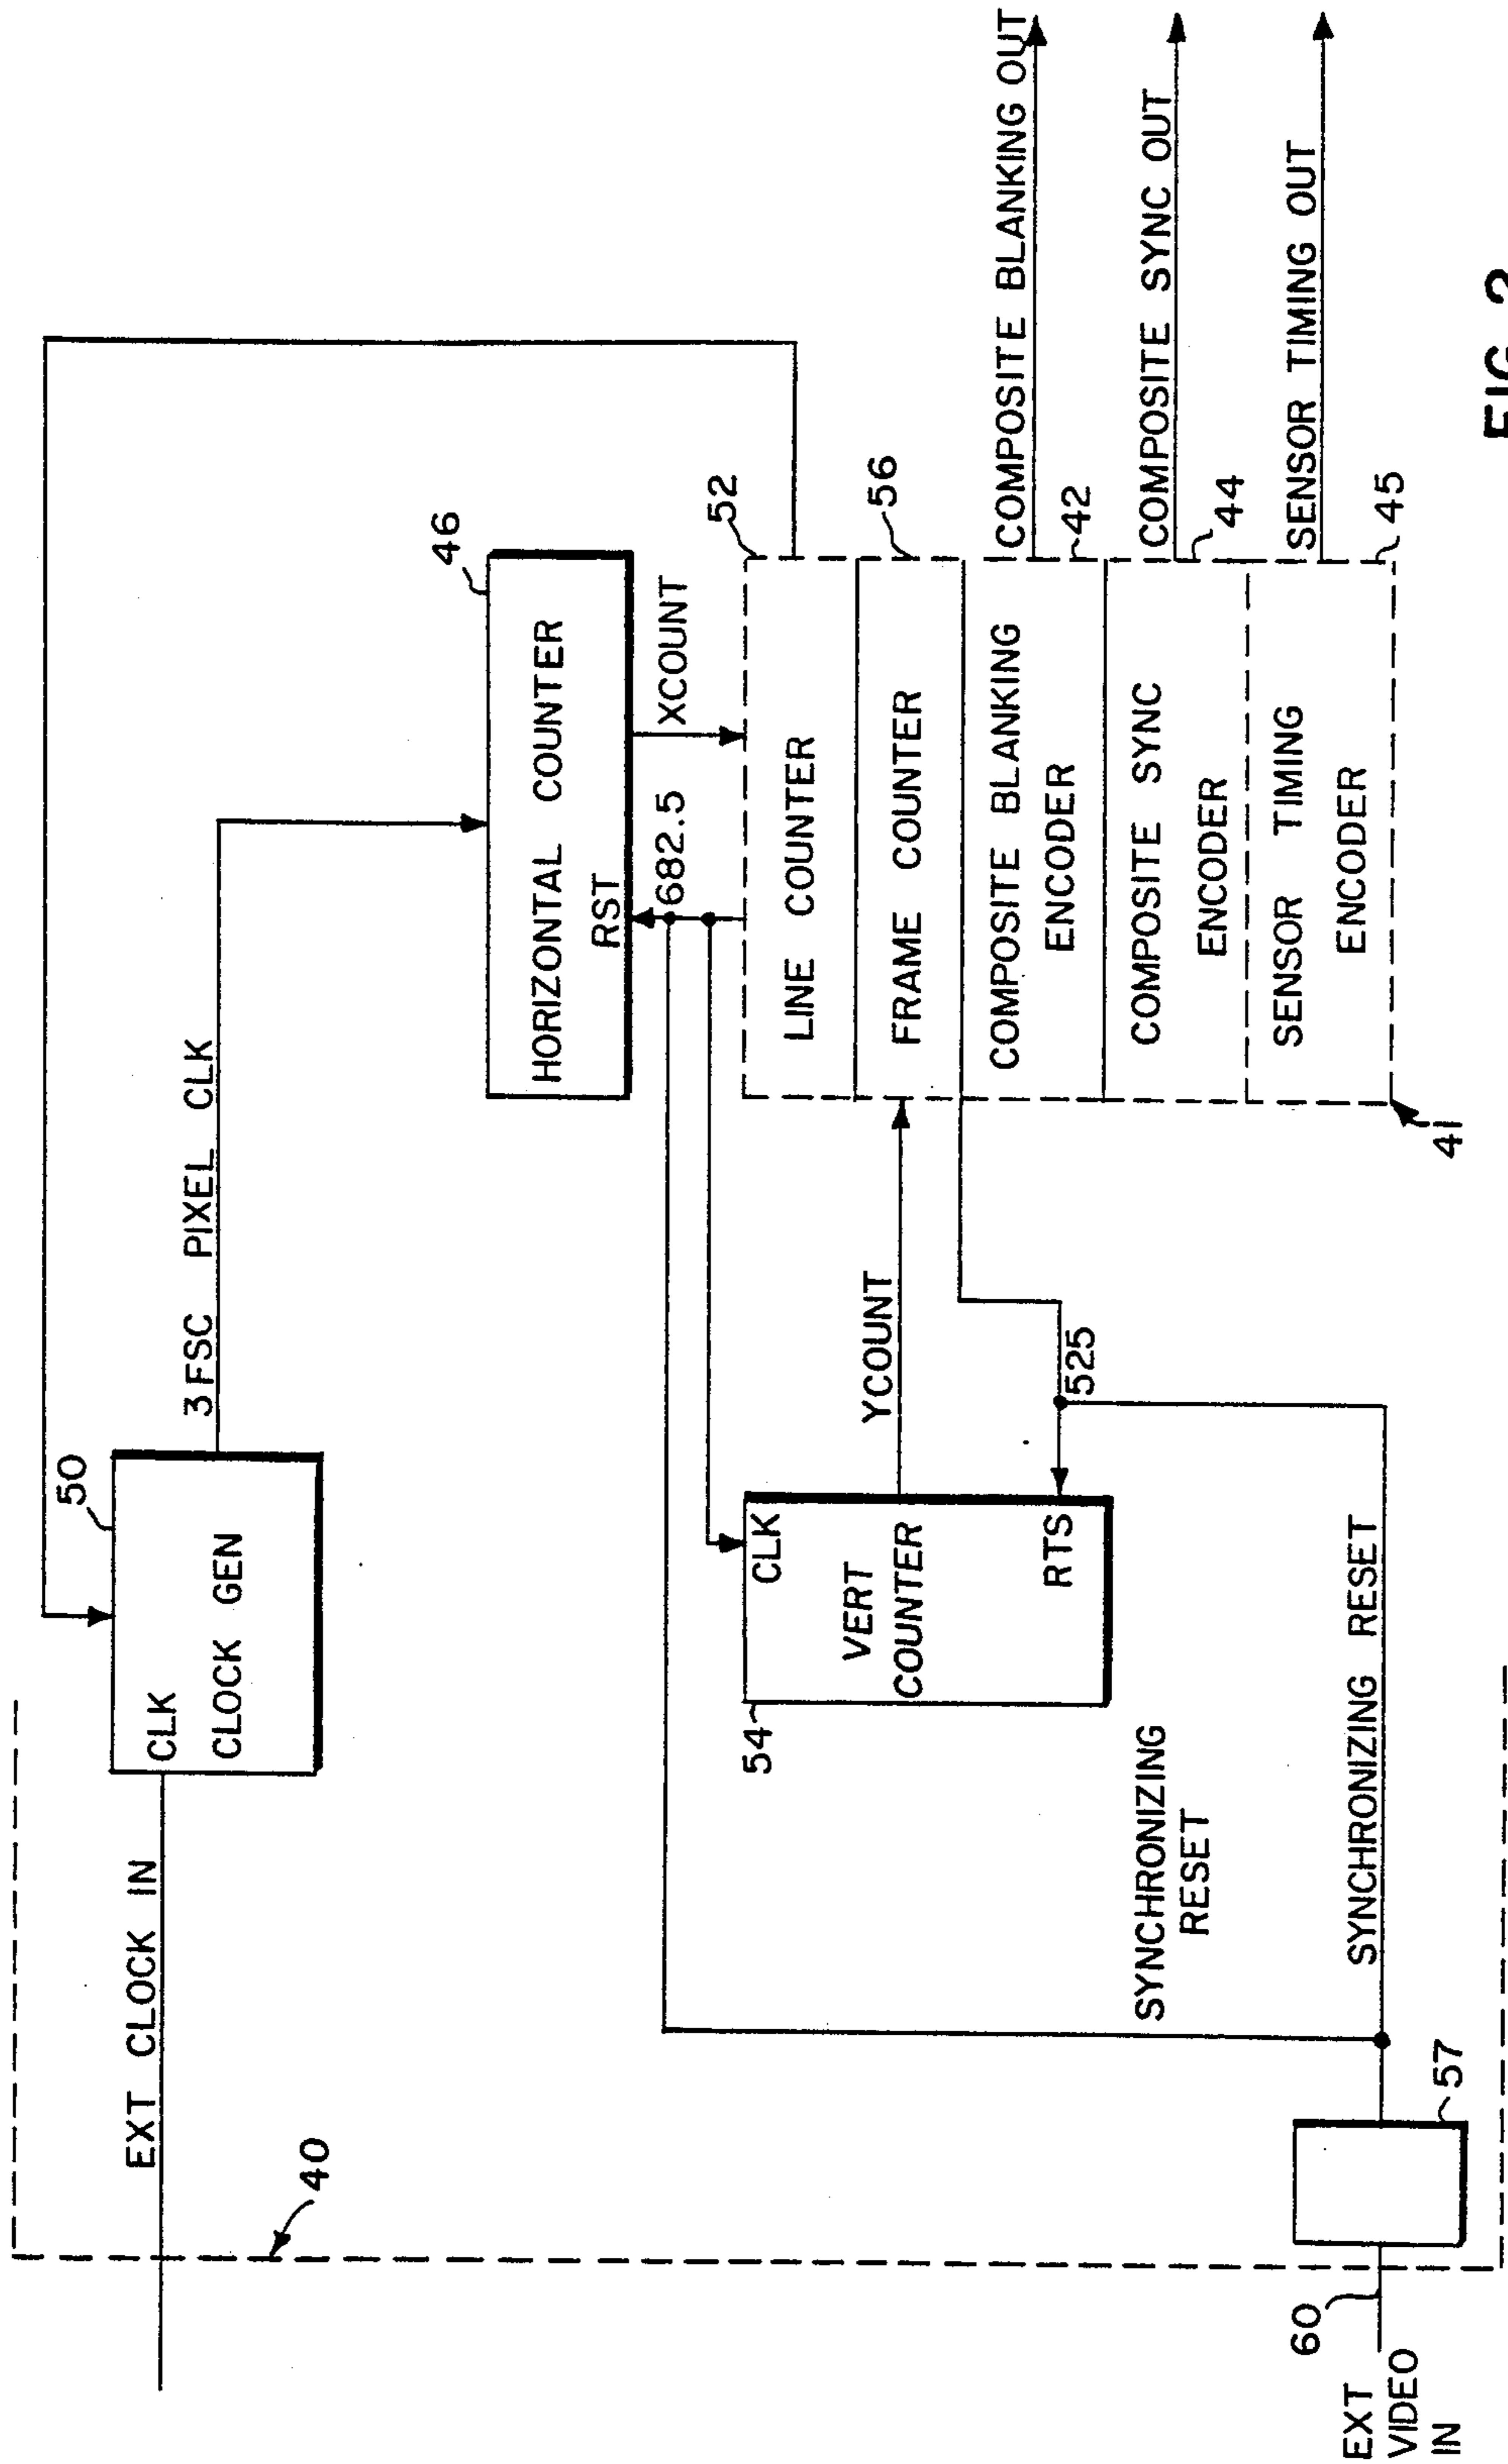 EXT CLOCK IN
40
50
CLK
CLOCK GEN
3FSC PIXEL CLK
46
HORIZONTAL COUNTER
RST
682.5
XCOUNT
52
LINE COUNTER
56
FRAME COUNTER
COMPOSITE BLANKING
ENCODER
42
COMPOSITE BLANKING OUT
COMPOSITE SYNC
ENCODER
44
COMPOSITE SYNC OUT
SENSOR TIMING
ENCODER
45
SENSOR TIMING OUT
41
YCOUNT
525
54
CLK
VERT
COUNTER
RTS
SYNCHRONIZING
RESET
SYNCHRONIZING RESET
57
60
EXT
VIDEO
IN